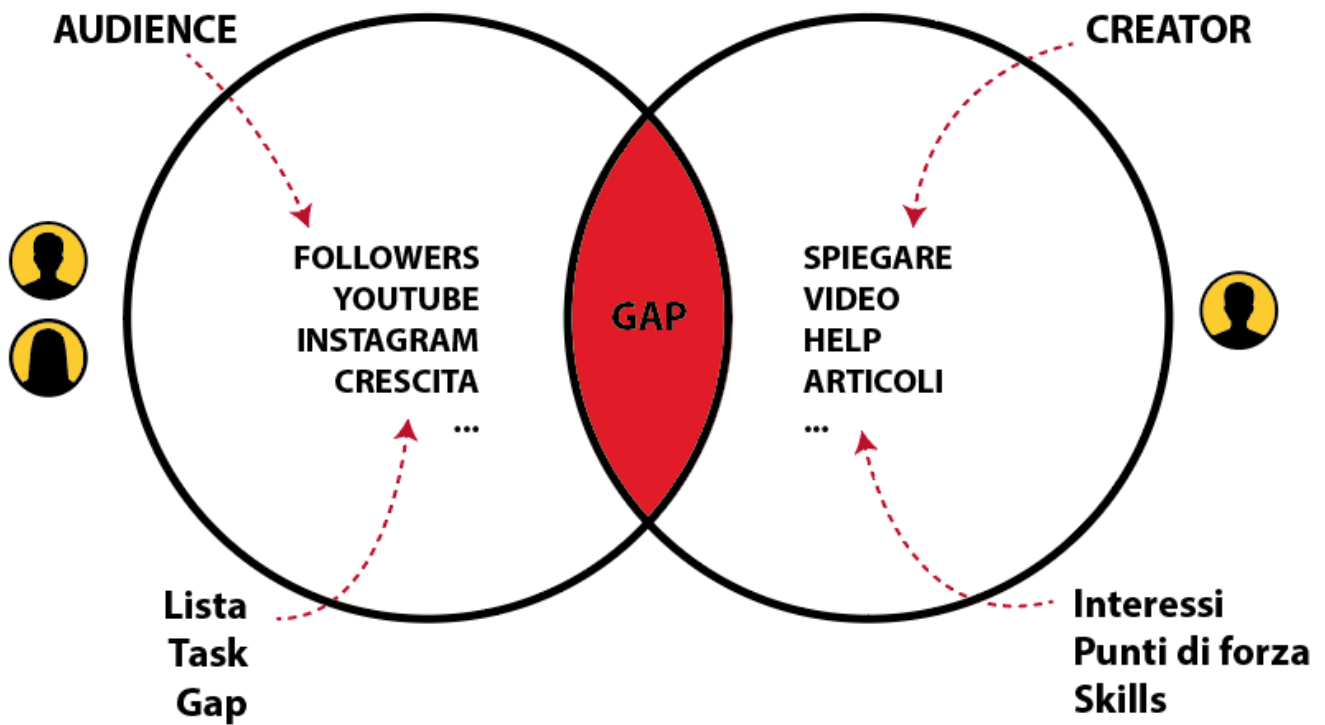 AUDIENCE
CREATOR
FOLLOWERS
YOUTUBE
INSTAGRAM
CRESCITA
...
GAP
SPIEGARE
VIDEO
HELP
ARTICOLI
...
Lista
Task
Gap
Interessi
Punti di forza
Skills